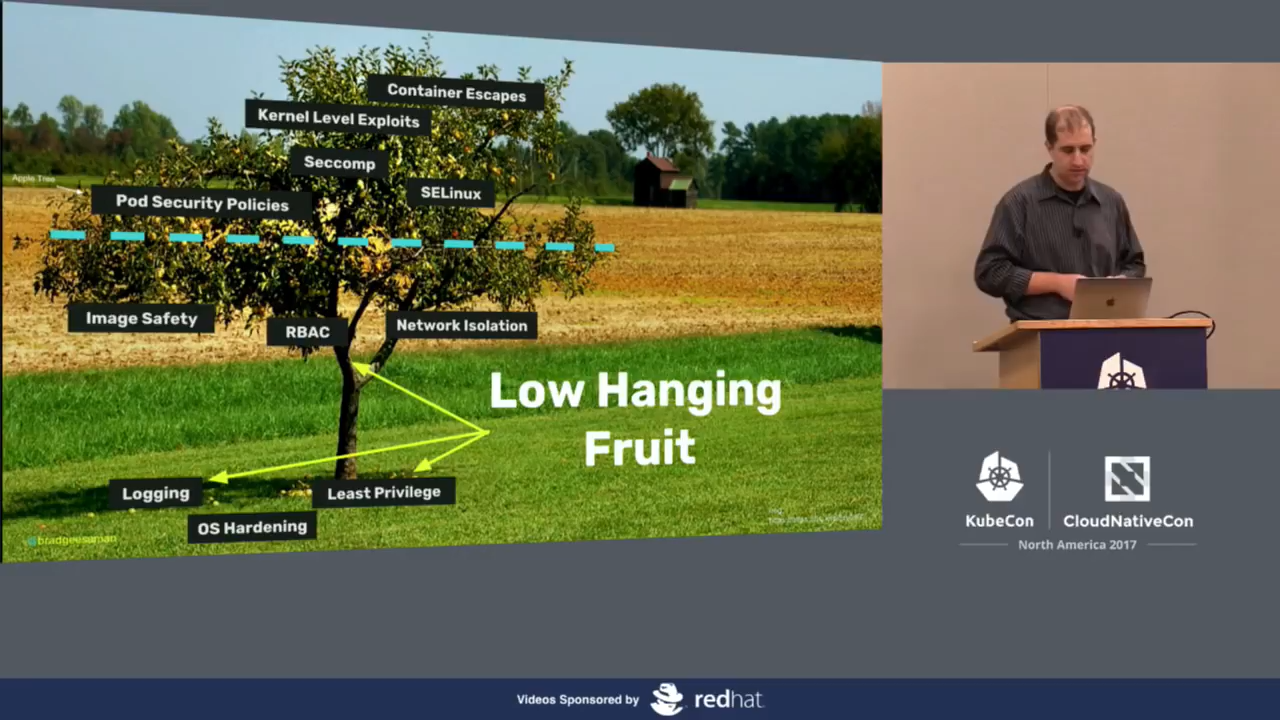 Container Escapes
Kernel Level Exploits
Seccomp
Apple Tree
SELinux
Pod Security Policies
Image Safety
RBAC
Network Isolation
Low Hanging
Fruit
Logging
Least Privilege
OS Hardening
@bradgeesaman
KubeCon
CloudNativeCon
North America 2017
Videos Sponsored by
redhat